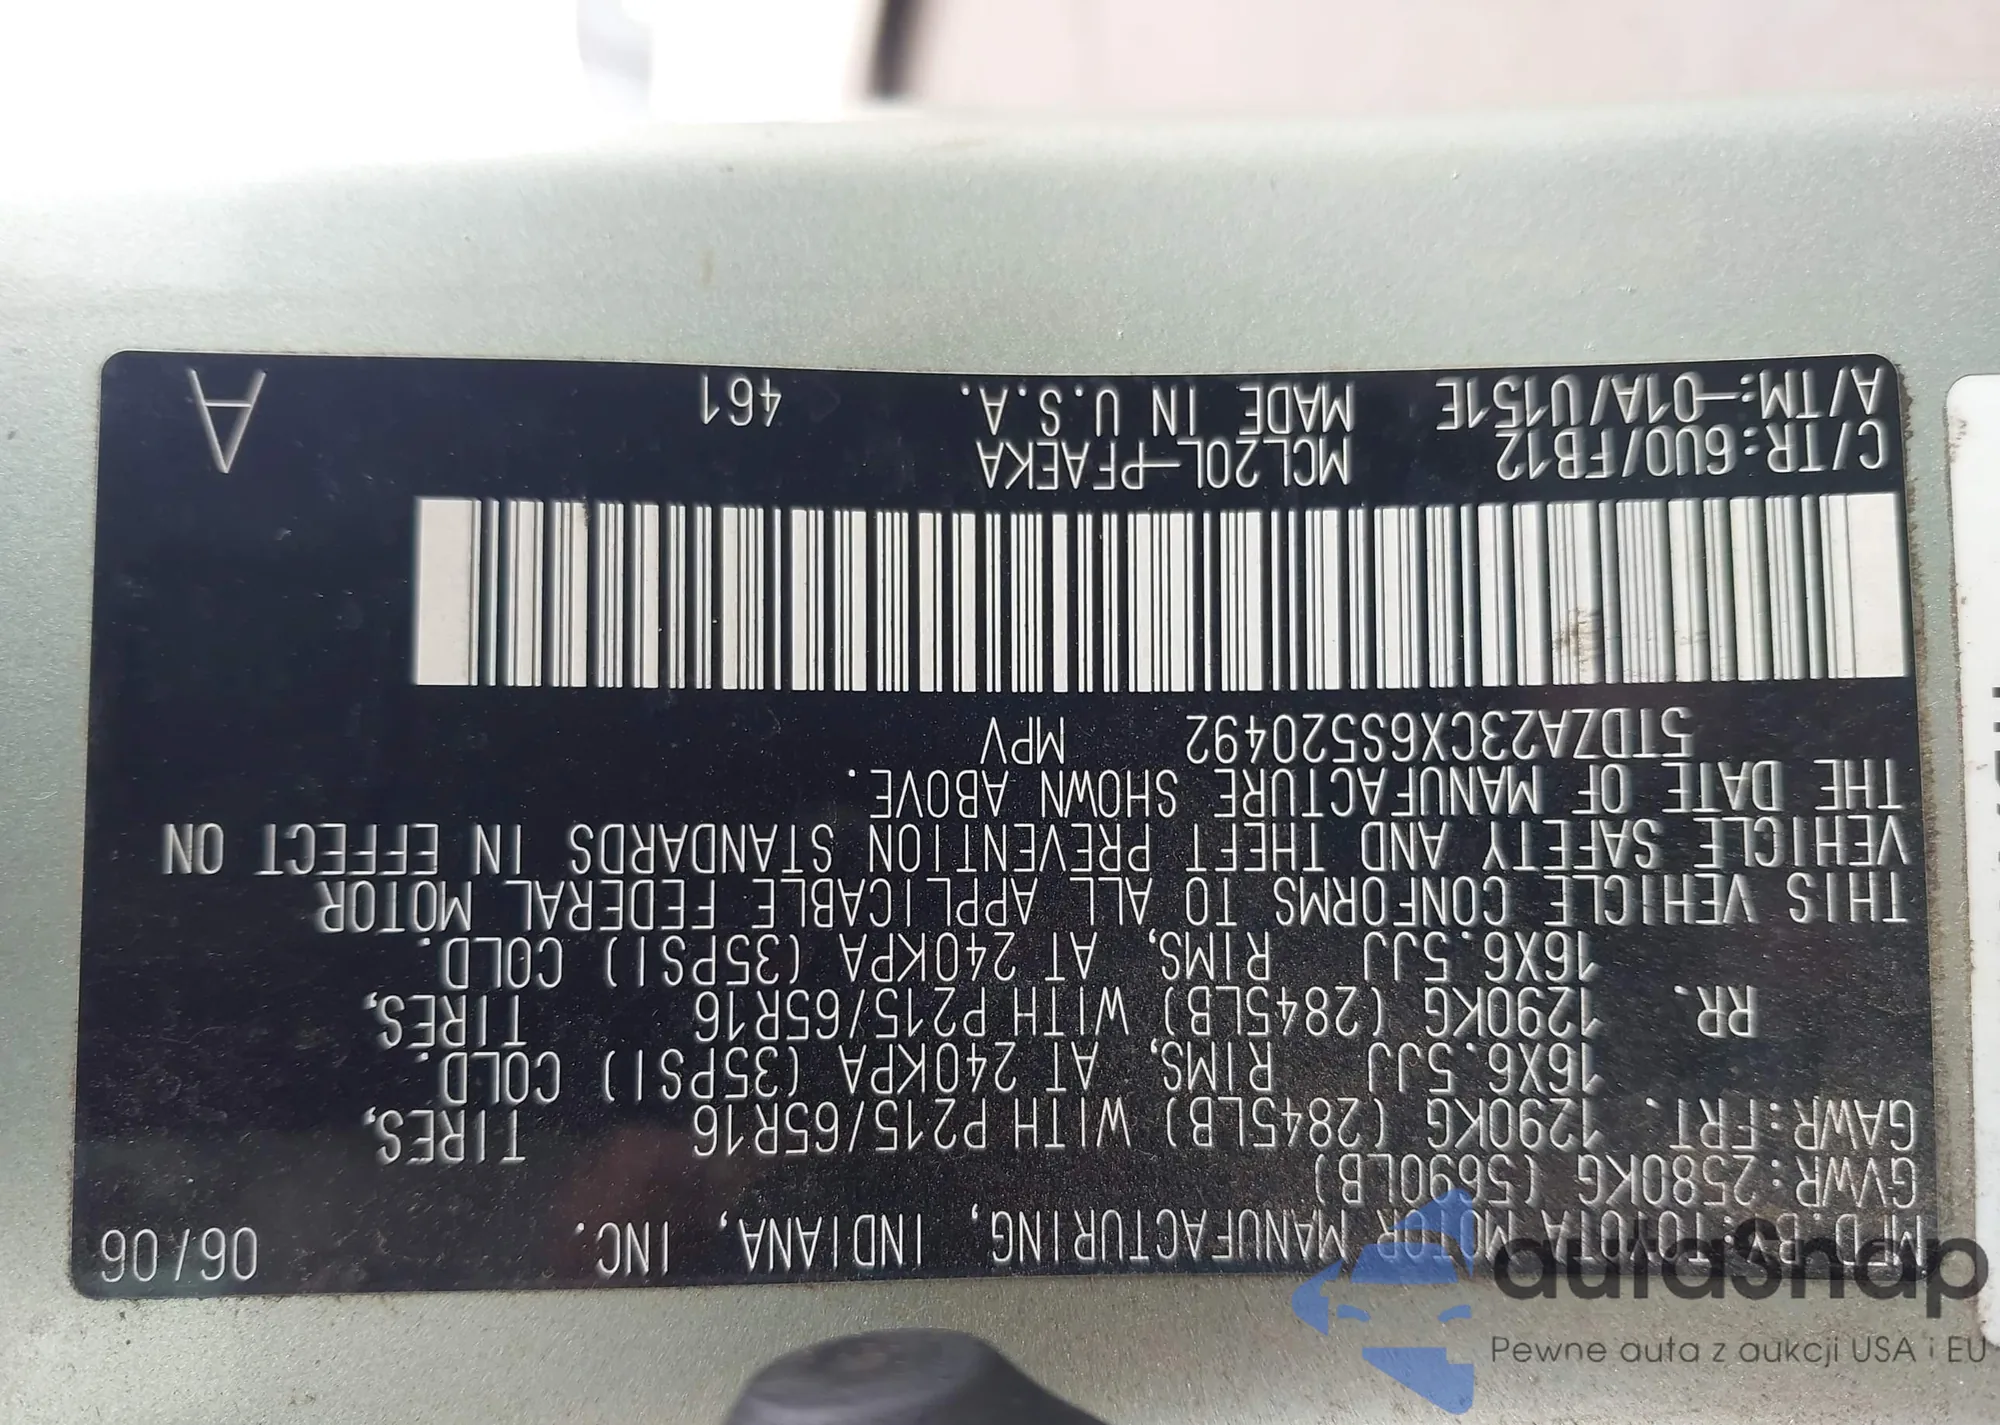 MFD.BY:TOYOTA MOTOR MANUFACTURING, INDIANA, INC. 06/06
GVWR:2580KG (5690LB)
GAWR:FRT. 1290KG (2845LB) WITH P215/65R16 TIRES,
16X6.5JJ RIMS, AT 240KPA (35PSI) COLD.
RR. 1290KG (2845LB) WITH P215/65R16 TIRES,
16X6.5JJ RIMS, AT 240KPA (35PSI) COLD.
THIS VEHICLE CONFORMS TO ALL APPLICABLE FEDERAL MOTOR
VEHICLE SAFETY AND THEFT PREVENTION STANDARDS IN EFFECT ON
THE DATE OF MANUFACTURE SHOWN ABOVE.
5TDZA23CX6S520492 MPV
C/TR:6U0/FB12 MCL20L-PFAEKA
A/TM:-01A/U151E MADE IN U.S.A. 461 A
autaSnap
Pewne auta z aukcji USA i EU